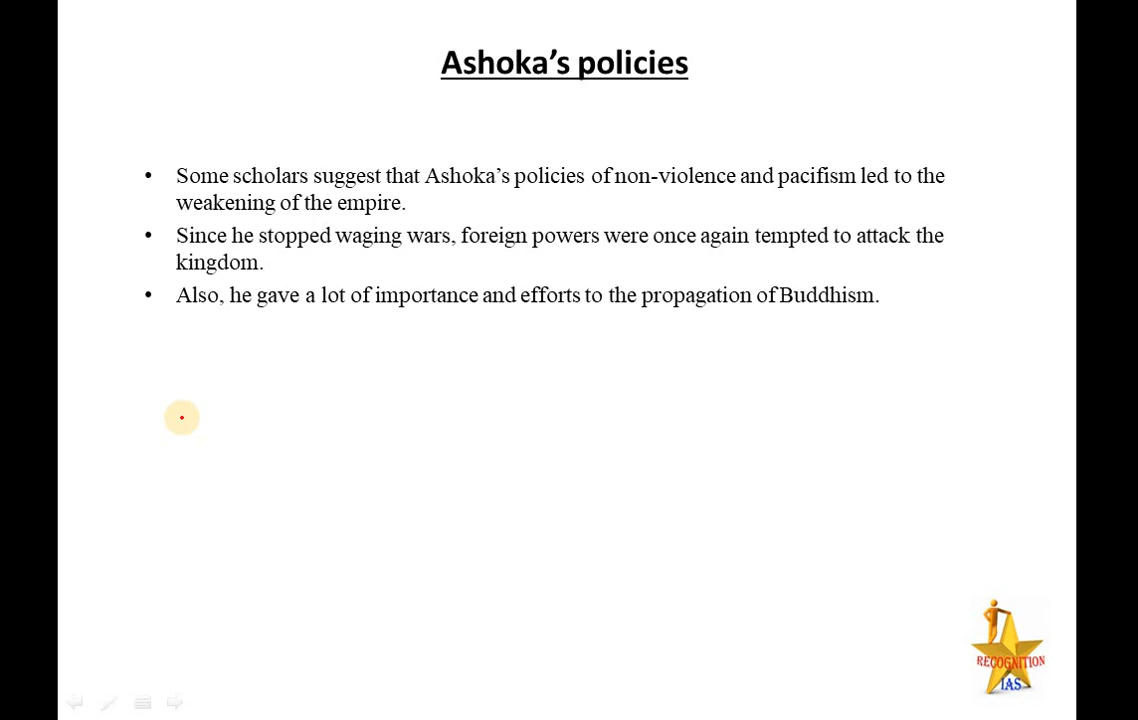 Ashoka’s policies
• Some scholars suggest that Ashoka’s policies of non-violence and pacifism led to the
weakening of the empire.
• Since he stopped waging wars, foreign powers were once again tempted to attack the
kingdom.
• Also, he gave a lot of importance and efforts to the propagation of Buddhism.
RECOGNITION
IAS